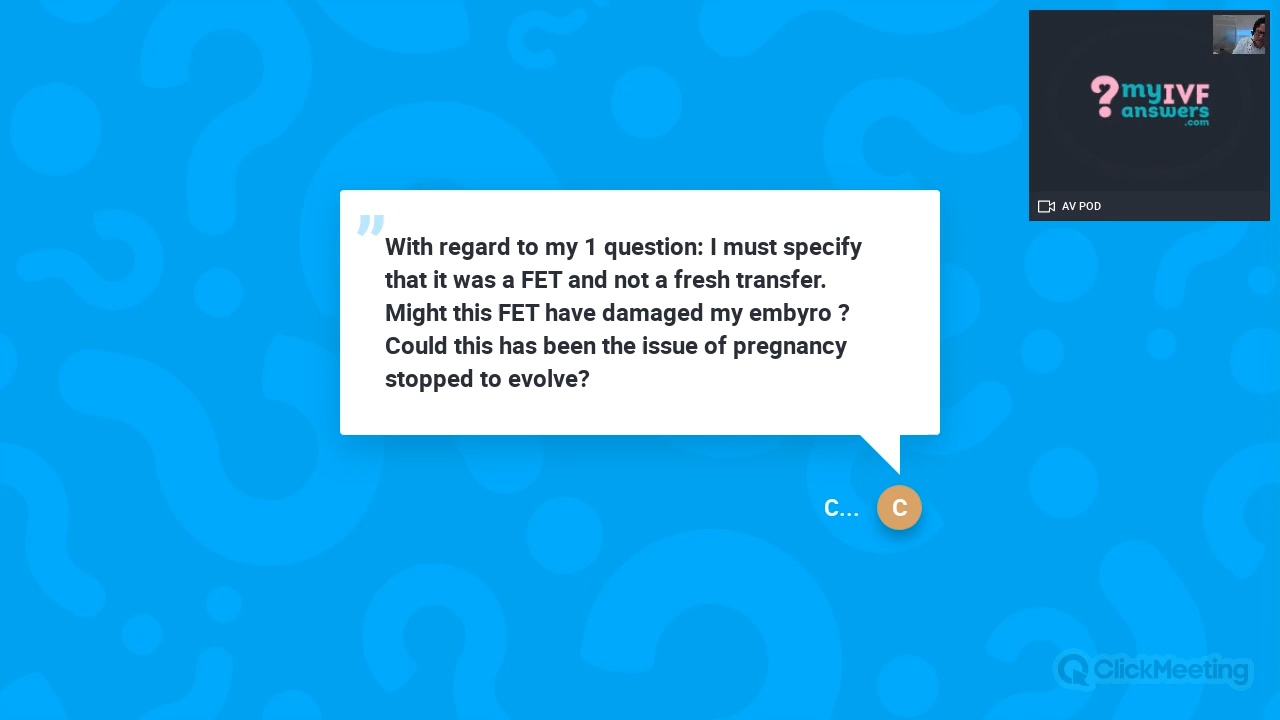 ?myIVF
answers
.com
AV POD
”
With regard to my 1 question: I must specify
that it was a FET and not a fresh transfer.
Might this FET have damaged my embyro ?
Could this has been the issue of pregnancy
stopped to evolve?
C... C
ClickMeeting